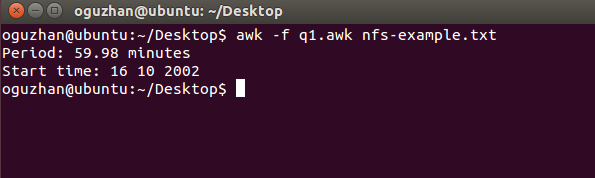 oguzhan@ubuntu: ~/Desktop
oguzhan@ubuntu:~/Desktop$ awk -f q1.awk nfs-example.txt
Period: 59.98 minutes
Start time: 16 10 2002
oguzhan@ubuntu:~/Desktop$